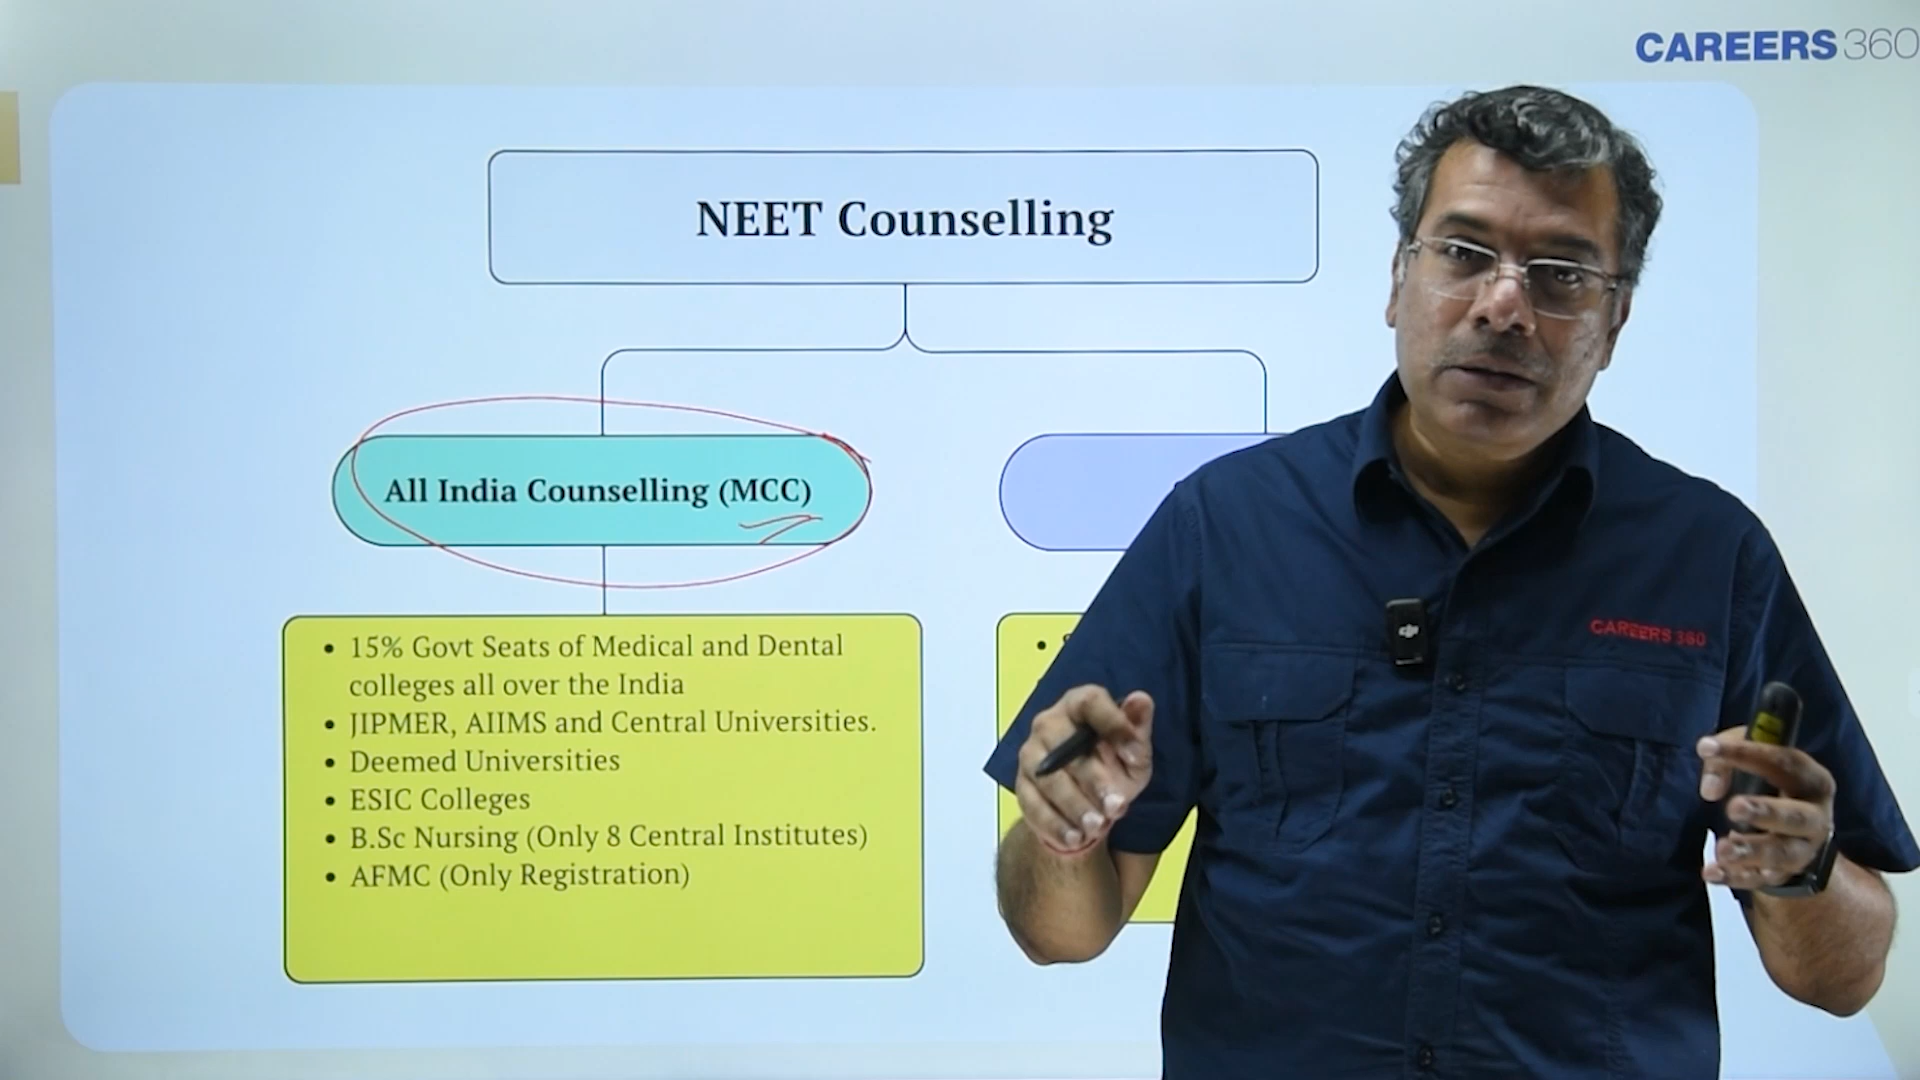 CAREERS360
NEET Counselling
All India Counselling (MCC)
• 15% Govt Seats of Medical and Dental
colleges all over the India
• JIPMER, AIIMS and Central Universities.
• Deemed Universities
• ESIC Colleges
• B.Sc Nursing (Only 8 Central Institutes)
• AFMC (Only Registration)
CAREERS 360